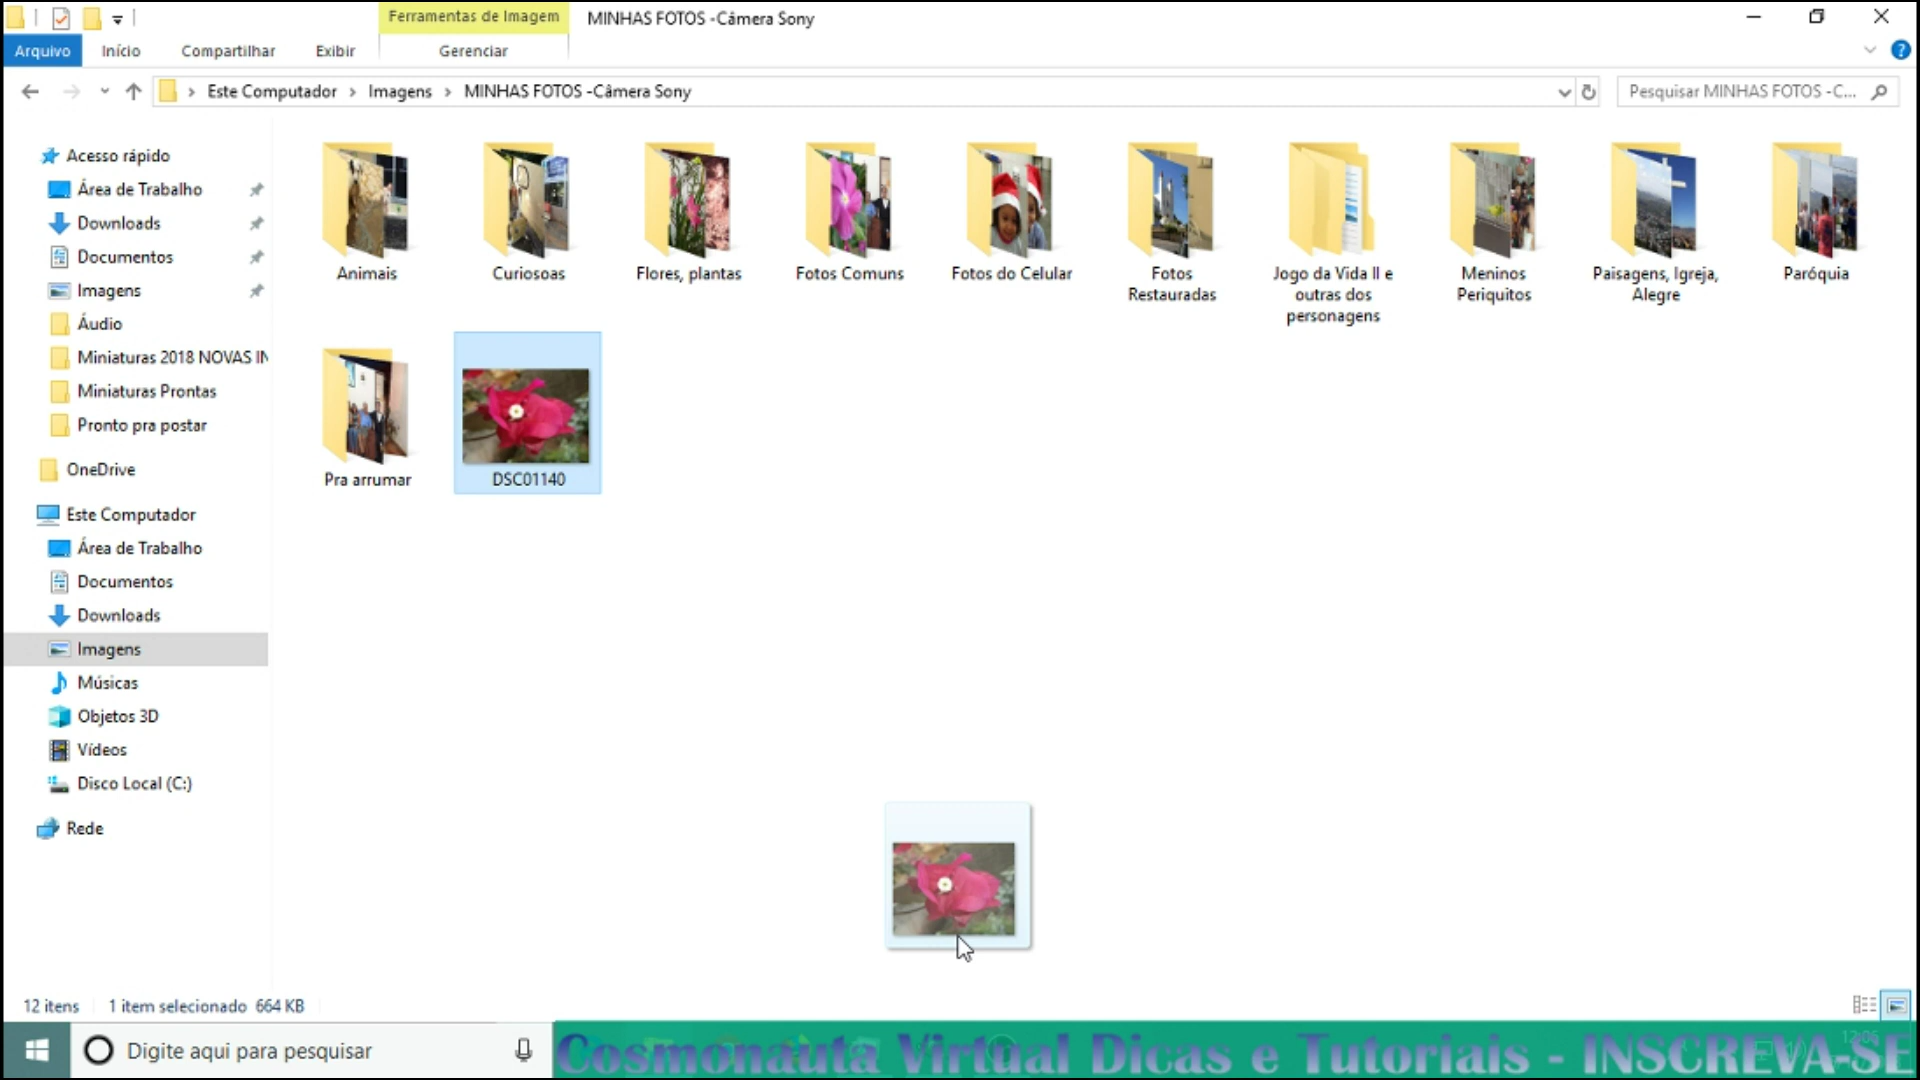 Ferramentas de Imagem
MINHAS FOTOS -Câmera Sony
Arquivo
Início
Compartilhar
Exibir
Gerenciar
Este Computador
Imagens
MINHAS FOTOS -Câmera Sony
Pesquisar MINHAS FOTOS -C...
Acesso rápido
Área de Trabalho
Downloads
Documentos
Imagens
Áudio
Miniaturas 2018 NOVAS IN
Miniaturas Prontas
Pronto pra postar
OneDrive
Este Computador
Área de Trabalho
Documentos
Downloads
Imagens
Músicas
Objetos 3D
Vídeos
Disco Local (C:)
Rede
Animais
Curiosoas
Flores, plantas
Fotos Comuns
Fotos do Celular
Fotos
Restauradas
Jogo da Vida II e
outras dos
personagens
Meninos
Periquitos
Paisagens, Igreja,
Alegre
Paróquia
Pra arrumar
DSC01140
12 itens
1 item selecionado 664 KB
Digite aqui para pesquisar
Cosmonauta Virtual Dicas e Tutoriais - INSCREVA-SE